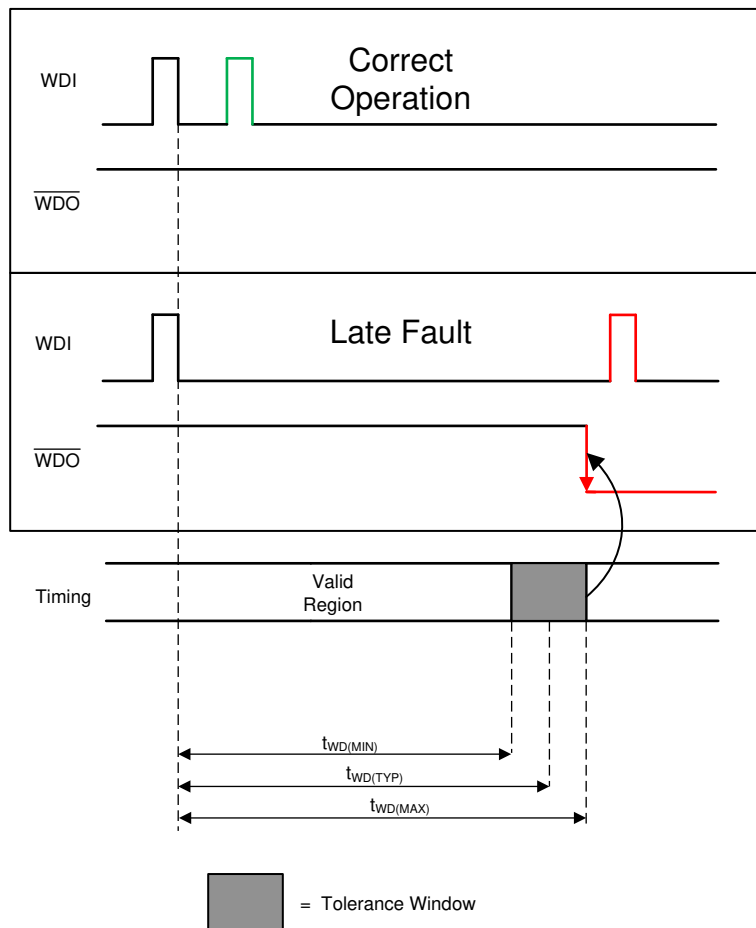 WDI
Correct
Operation
WDO
WDI
Late Fault
WDO
Timing
Valid
Region
tWD(MIN)
tWD(TYP)
tWD(MAX)
= Tolerance Window